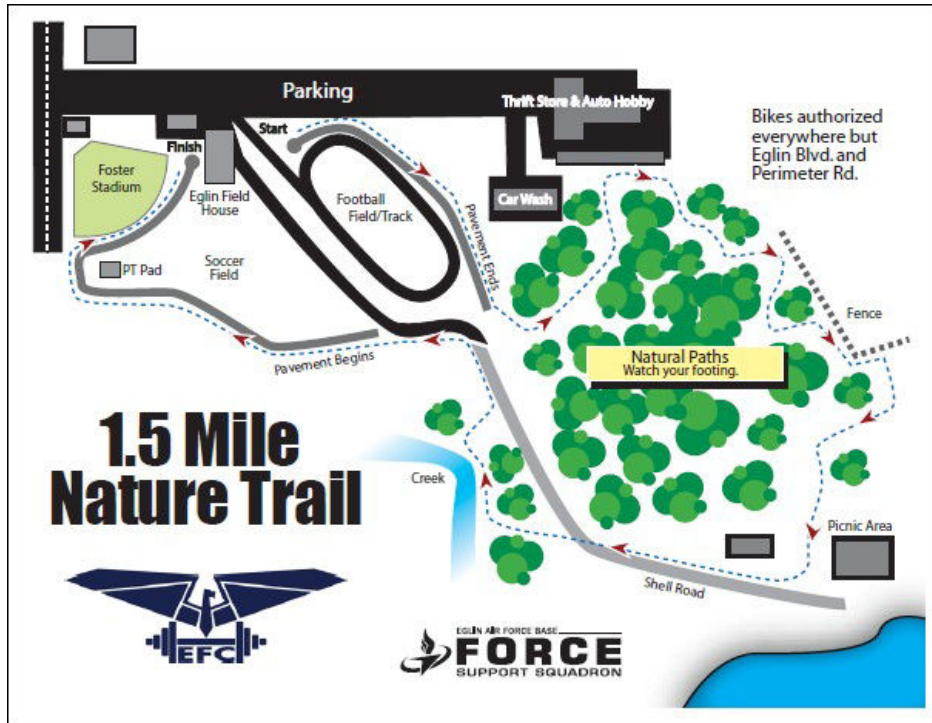 Parking
Thrift Store & Auto Hobby
Bikes authorized
everywhere but
Eglin Blvd. and
Perimeter Rd.
Start
Finish
Foster
Stadium
Eglin Field
House
Football
Field/Track
Car Wash
Pavement Ends
PT Pad
Soccer
Field
Fence
Natural Paths
Watch your footing.
Pavement Begins
1.5 Mile
Nature Trail
Creek
Picnic Area
Shell Road
EFC
EGLIN AIR FORCE BASE
FORCE
SUPPORT SQUADRON